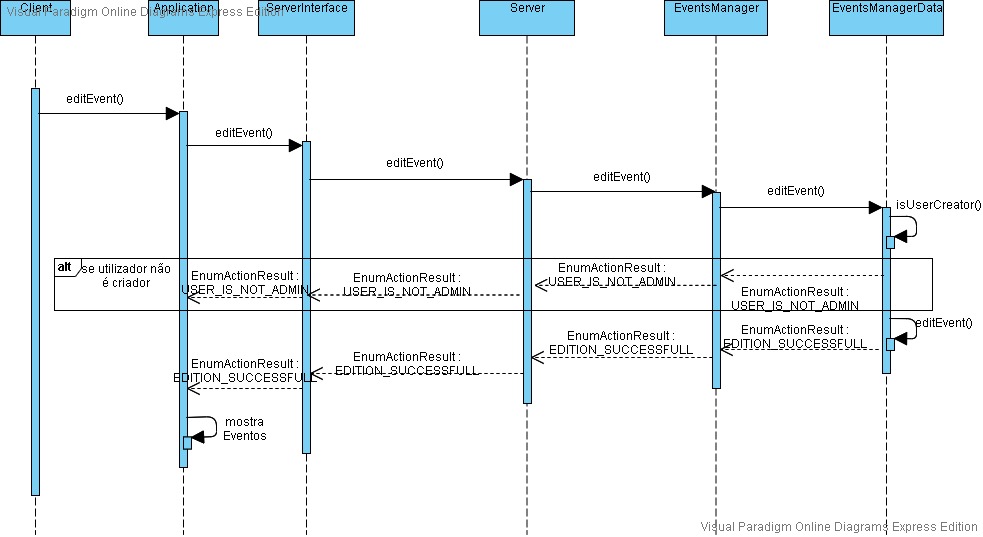 Client
Application
ServerInterface
Server
EventsManager
EventsManagerData
Visual Paradigm Online Diagrams Express Edition
editEvent()
editEvent()
editEvent()
editEvent()
editEvent()
isUserCreator()
alt
se utilizador não
é criador
EnumActionResult :
USER_IS_NOT_ADMIN
EnumActionResult :
USER_IS_NOT_ADMIN
EnumActionResult :
USER_IS_NOT_ADMIN
EnumActionResult :
USER_IS_NOT_ADMIN
editEvent()
EnumActionResult :
EDITION_SUCCESSFULL
EnumActionResult :
EDITION_SUCCESSFULL
EnumActionResult :
EDITION_SUCCESSFULL
EnumActionResult :
EDITION_SUCCESSFULL
mostra
Eventos
Visual Paradigm Online Diagrams Express Edition